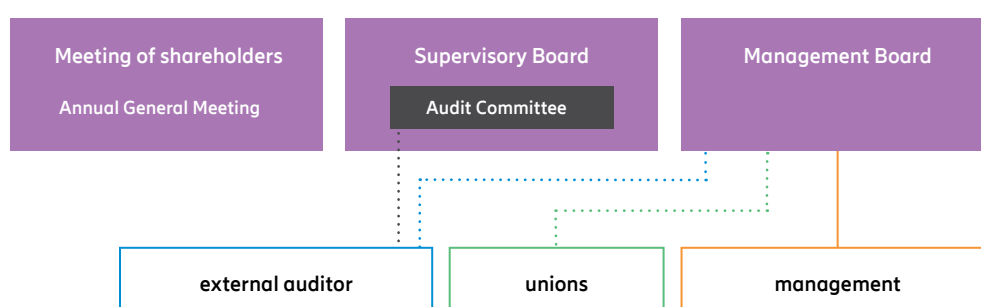 Meeting of shareholders
Annual General Meeting
Supervisory Board
Audit Committee
Management Board
external auditor
unions
management